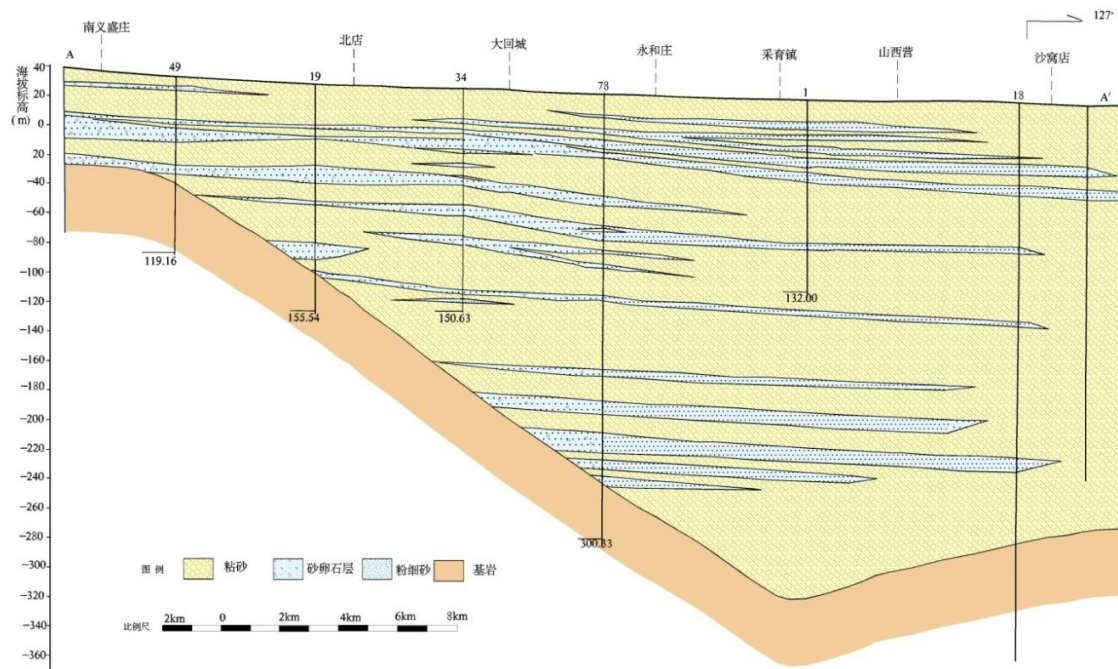 127°
南义盛庄
北店
大回城
永和庄
采育镇
山西营
沙窝店
A
49
19
34
78
1
18
A′
海拔标高
(m)
40
20
0
20
−40
−60
−80
−100
−120
−140
−160
−180
−200
−220
−240
−260
−280
−300
−320
−340
−360
119.16
155.54
150.63
132.00
300.33
图 例
粘砂
砂卵石层
粉细砂
基岩
比例尺
2km
0
2km
4km
6km
8km